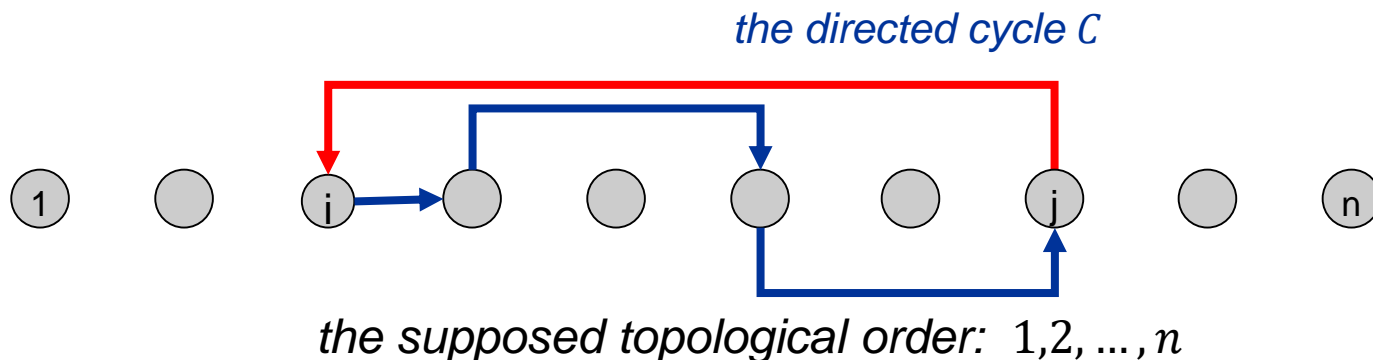 the directed cycle C
1 i j n
the supposed topological order: 1,2, … , n